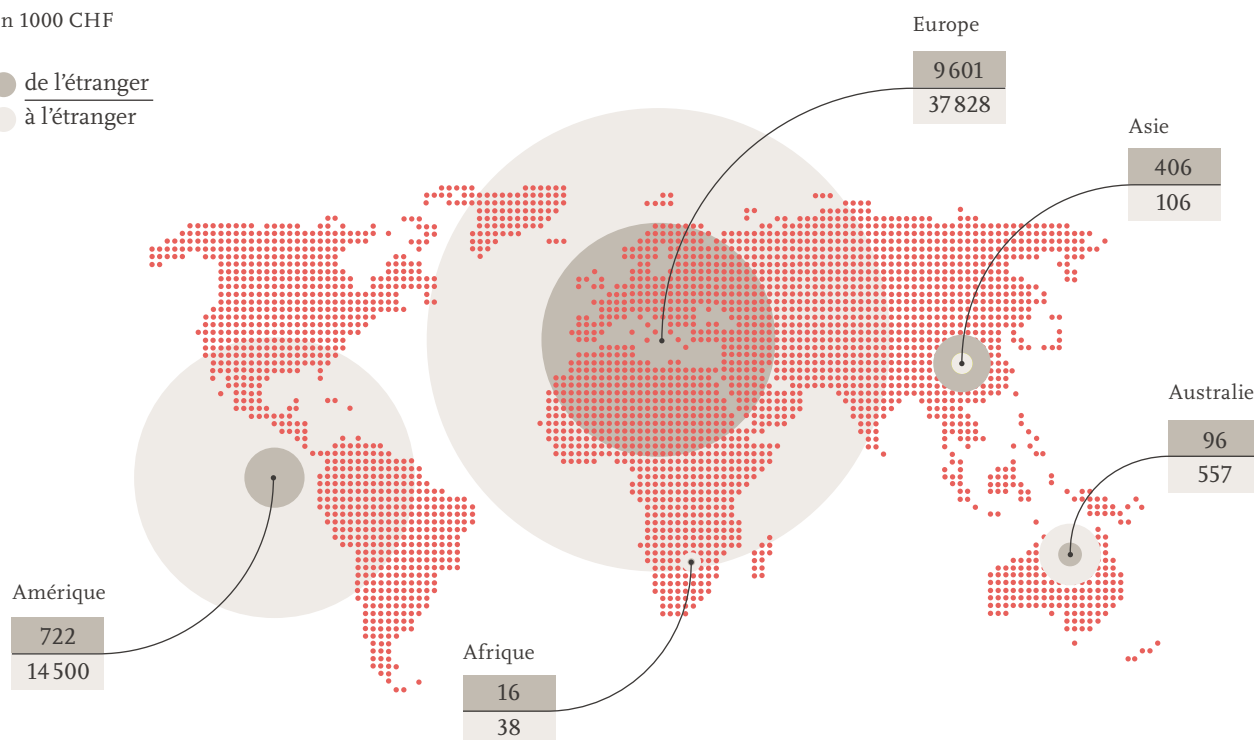 n 1000 CHF
de l'étranger
à l'étranger
Europe
9 601
37 828
Asie
406
106
Australie
96
557
Amérique
722
14 500
Afrique
16
38